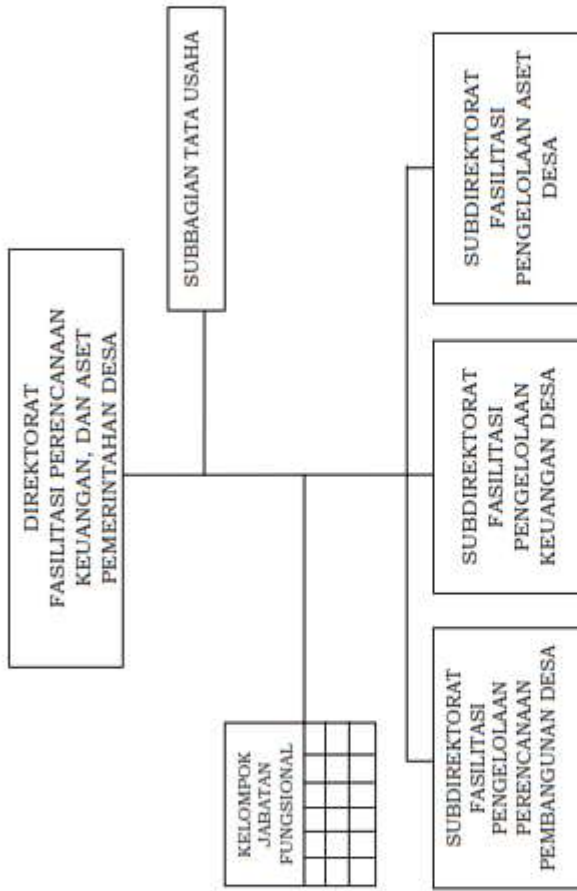 DIREKTORAT
FASILITASI PERENCANAAN
KEUANGAN, DAN ASET
PEMERINTAHAN DESA
SUBBAGIAN TATA USAHA
KELOMPOK
JABATAN
FUNGSIONAL
SUBDIREKTORAT
FASILITASI
PENGELOLAAN
PERENCANAAN
PEMBANGUNAN DESA
SUBDIREKTORAT
FASILITASI
PENGELOLAAN
KEUANGAN DESA
SUBDIREKTORAT
FASILITASI
PENGELOLAAN ASET
DESA